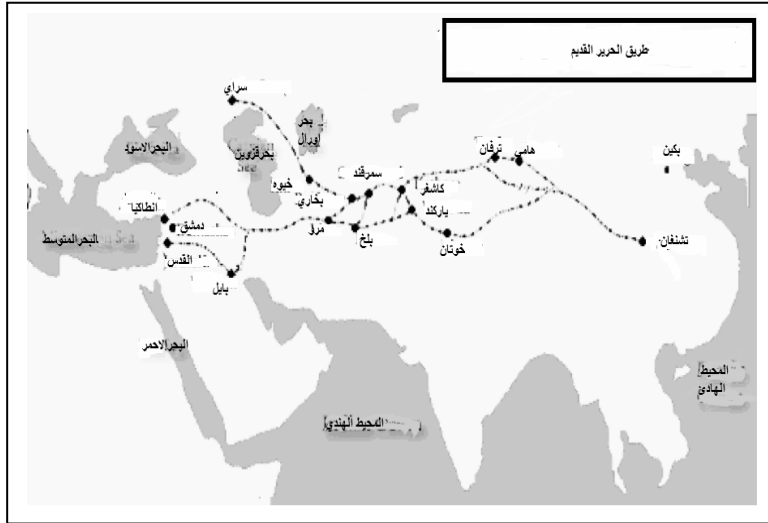 طريق الحرير القديم
سراي
بحر
اورال
البحر الاسود
بحرقزوين
سمرقند
ترفان
هامي
بكين
خيوه
بخاري
كاشغر
ياركند
انطاكيا
دمشق
مرو
بلخ
خوتان
تشنغان
البحرالمتوسط
القدس
بابل
البحرالاحمر
المحيط
الهادئ
المحيط الهندي